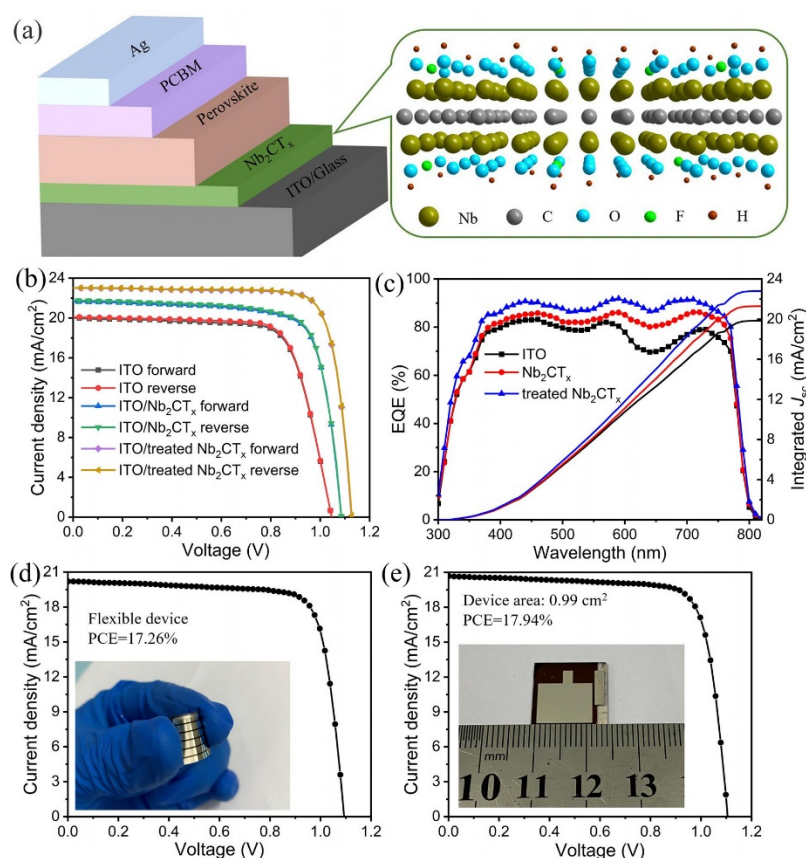 (a)
Ag
PCBM
Perovskite
Nb₂CTₓ
ITO/Glass
Nb C O F H
(b)
24
20
16
12
8
4
0
Current density (mA/cm²)
ITO forward
ITO reverse
ITO/Nb₂CTₓ forward
ITO/Nb₂CTₓ reverse
ITO/treated Nb₂CTₓ forward
ITO/treated Nb₂CTₓ reverse
0.0 0.2 0.4 0.6 0.8 1.0 1.2
Voltage (V)
(c)
100
80
60
40
20
0
EQE (%)
ITO
Nb₂CTₓ
treated Nb₂CTₓ
24
20
16
12
8
4
0
300 400 500 600 700 800
Wavelength (nm)
(d)
21
18
15
12
9
6
3
0
Current density (mA/cm²)
Flexible device
PCE=17.26%
0.0 0.2 0.4 0.6 0.8 1.0 1.2
Voltage (V)
(e)
21
18
15
12
9
6
3
0
Current density (mA/cm²)
Device area: 0.99 cm²
PCE=17.94%
mm
10 11 12 13
0.0 0.2 0.4 0.6 0.8 1.0 1.2
Voltage (V)